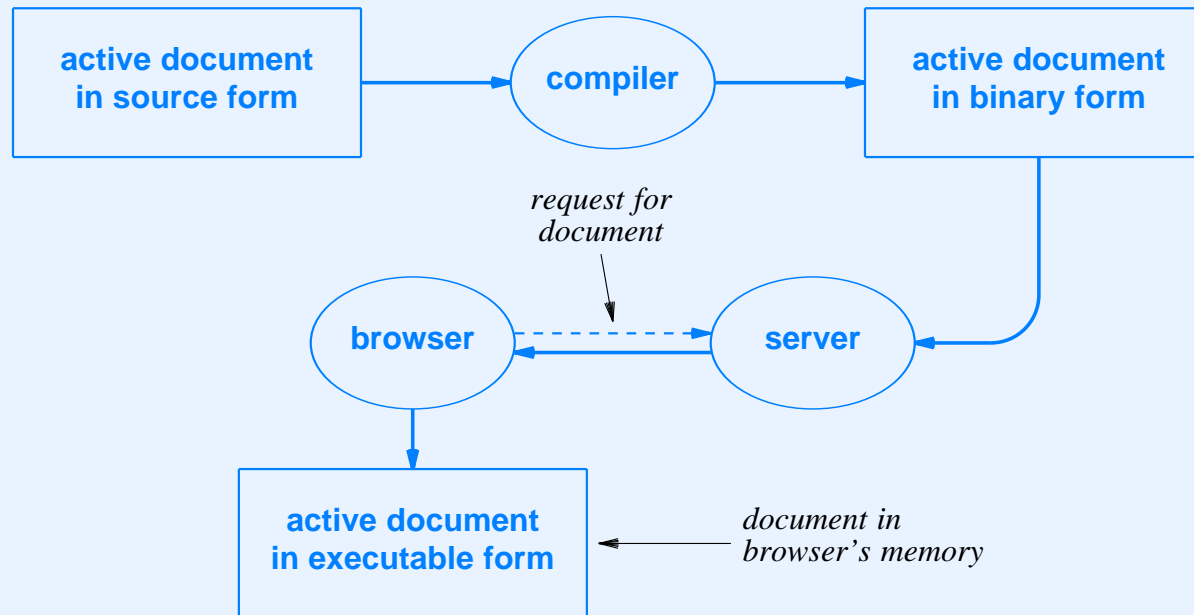 active document
in source form
compiler
active document
in binary form
request for
document
browser
server
active document
in executable form
document in
browser's memory